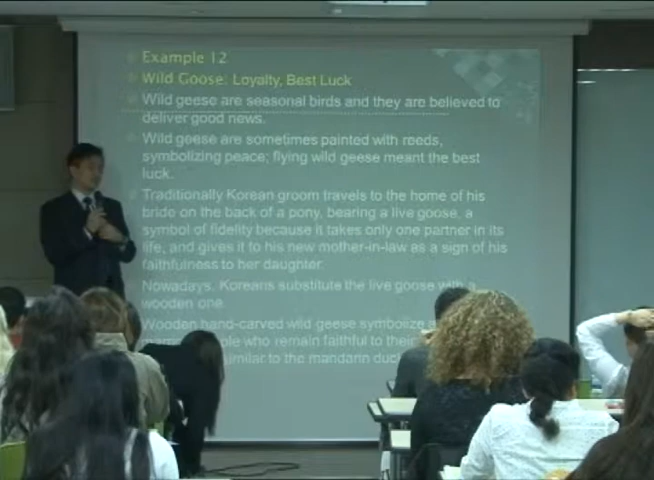 Example 12
Wild Goose: Loyalty, Best Luck
Wild geese are seasonal birds and they are believed to
deliver good news.
Wild geese are sometimes painted with reeds,
symbolizing peace; flying wild geese meant the best
luck.
Traditionally Korean groom travels to the home of his
bride on the back of a pony, bearing a live goose, a
symbol of fidelity because it takes only one partner in its
life, and gives it to his new mother-in-law as a sign of his
faithfulness to her daughter.
Nowadays, Koreans substitute the live goose with a
wooden one.
Wooden hand-carved wild geese symbolize
who remain faithful to their
similar to the mandarin